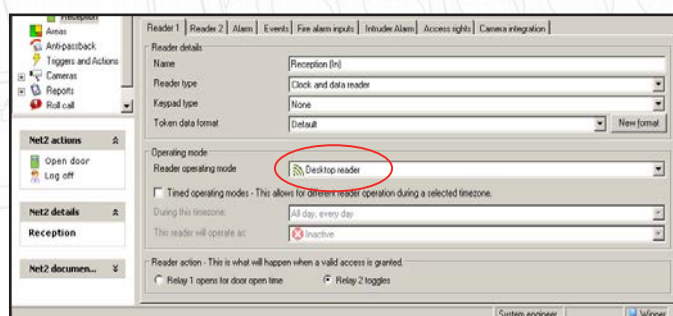 Reception
Areas
Anti-passback
Triggers and Actions
Cameras
Reports
Roll call
Net2 actions
Open door
Log off
Net2 details
Reception
Net2 documen...
Reader 1 Reader 2 Alarm Events Fire alarm inputs Intruder Alarm Access rights Camera integration
Reader details
Name Reception (In)
Reader type Clock and data reader
Keypad type None
Token data format Default New format
Operating mode
Reader operating mode Desktop reader
Timed operating modes - This allows for different reader operation during a selected timezone.
During this timezone: All day, every day
This reader will operate as: Inactive
Reader action - This is what will happen when a valid access is granted.
Relay 1 opens for door open time Relay 2 toggles
System engineer Winner